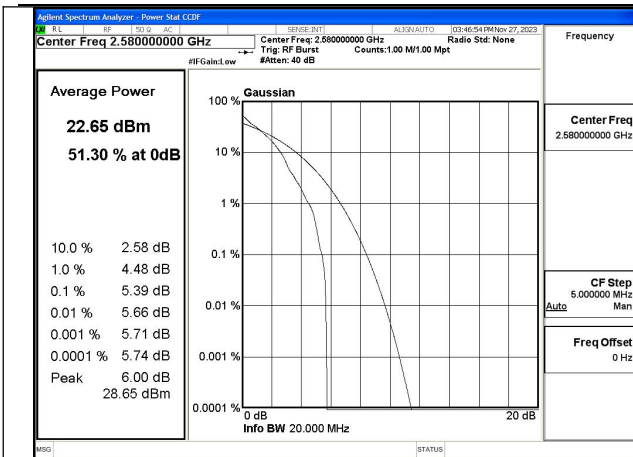 Agilent Spectrum Analyzer - Power Stat CCDF
RL RF 50 Ω AC SENSE:INT ALIGN AUTO 03:46:54 PM Nov 27, 2023
Center Freq 2.580000000 GHz
Center Freq: 2.580000000 GHz Radio Std: None
Trig: RF Burst Counts:1.00 M/1.00 Mpt
#IFGain:Low #Atten: 40 dB
Frequency
Average Power
22.65 dBm
51.30 % at 0dB
10.0 % 2.58 dB
1.0 % 4.48 dB
0.1 % 5.39 dB
0.01 % 5.66 dB
0.001 % 5.71 dB
0.0001 % 5.74 dB
Peak 6.00 dB
28.65 dBm
Gaussian
100 %
10 %
1 %
0.1 %
0.01 %
0.001 %
0.0001 %
0 dB 20 dB
Info BW 20.000 MHz
Center Freq
2.580000000 GHz
CF Step
5.000000 MHz
Auto Man
Freq Offset
0 Hz
MSG STATUS